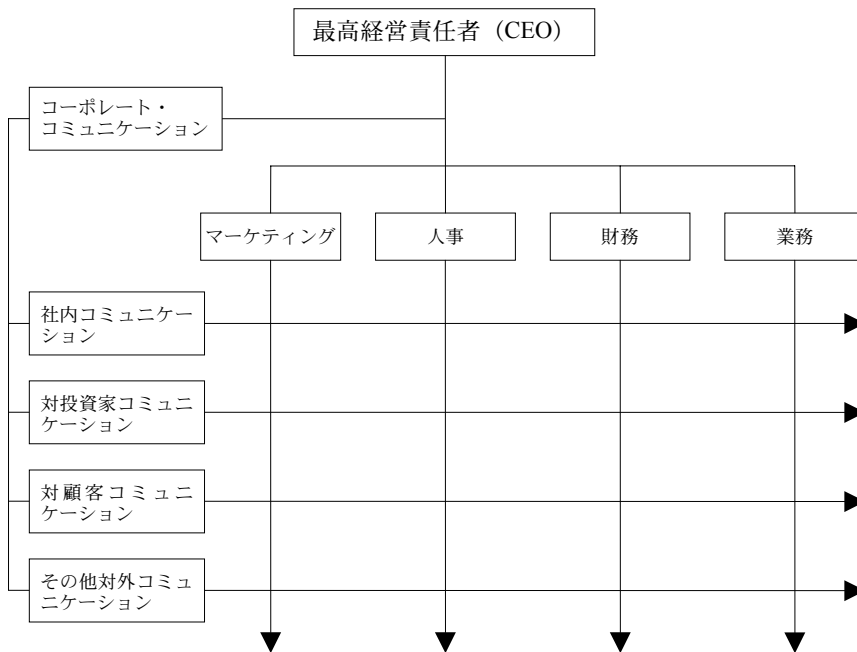 最高経営責任者（CEO）
コーポレート・
コミュニケーション
マーケティング
人事
財務
業務
社内コミュニケー
ション
対投資家コミュニ
ケーション
対顧客コミュニ
ケーション
その他対外コミュ
ニケーション